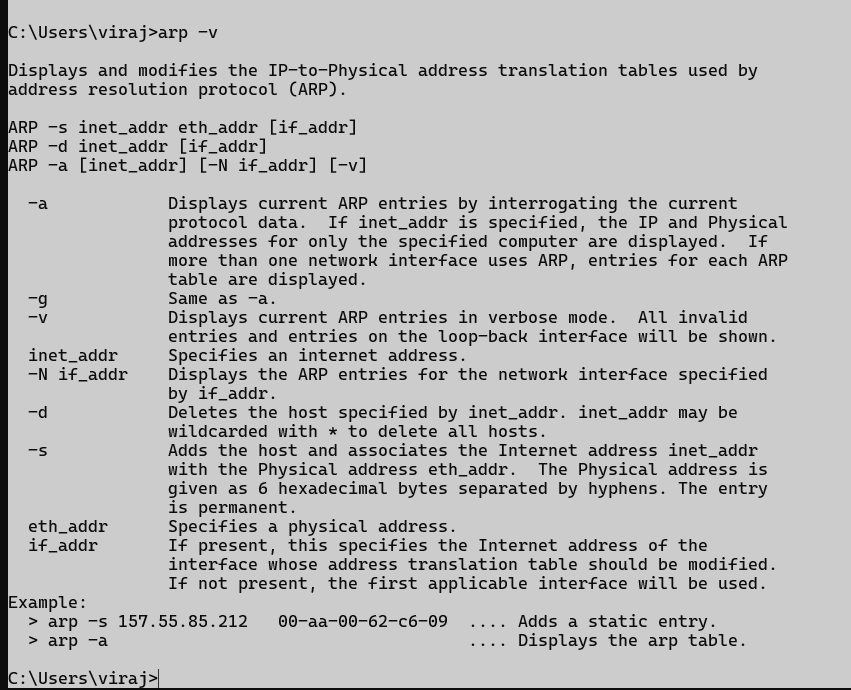 C:\Users\viraj>arp -v
Displays and modifies the IP-to-Physical address translation tables used by
address resolution protocol (ARP).
ARP -s inet_addr eth_addr [if_addr]
ARP -d inet_addr [if_addr]
ARP -a [inet_addr] [-N if_addr] [-v]
  -a            Displays current ARP entries by interrogating the current
                protocol data.  If inet_addr is specified, the IP and Physical
                addresses for only the specified computer are displayed.  If
                more than one network interface uses ARP, entries for each ARP
                table are displayed.
  -g            Same as -a.
  -v            Displays current ARP entries in verbose mode.  All invalid
                entries and entries on the loop-back interface will be shown.
  inet_addr     Specifies an internet address.
  -N if_addr    Displays the ARP entries for the network interface specified
                by if_addr.
  -d            Deletes the host specified by inet_addr. inet_addr may be
                wildcarded with * to delete all hosts.
  -s            Adds the host and associates the Internet address inet_addr
                with the Physical address eth_addr.  The Physical address is
                given as 6 hexadecimal bytes separated by hyphens. The entry
                is permanent.
  eth_addr      Specifies a physical address.
  if_addr       If present, this specifies the Internet address of the
                interface whose address translation table should be modified.
                If not present, the first applicable interface will be used.
Example:
  > arp -s 157.55.85.212   00-aa-00-62-c6-09  .... Adds a static entry.
  > arp -a                                    .... Displays the arp table.
C:\Users\viraj>